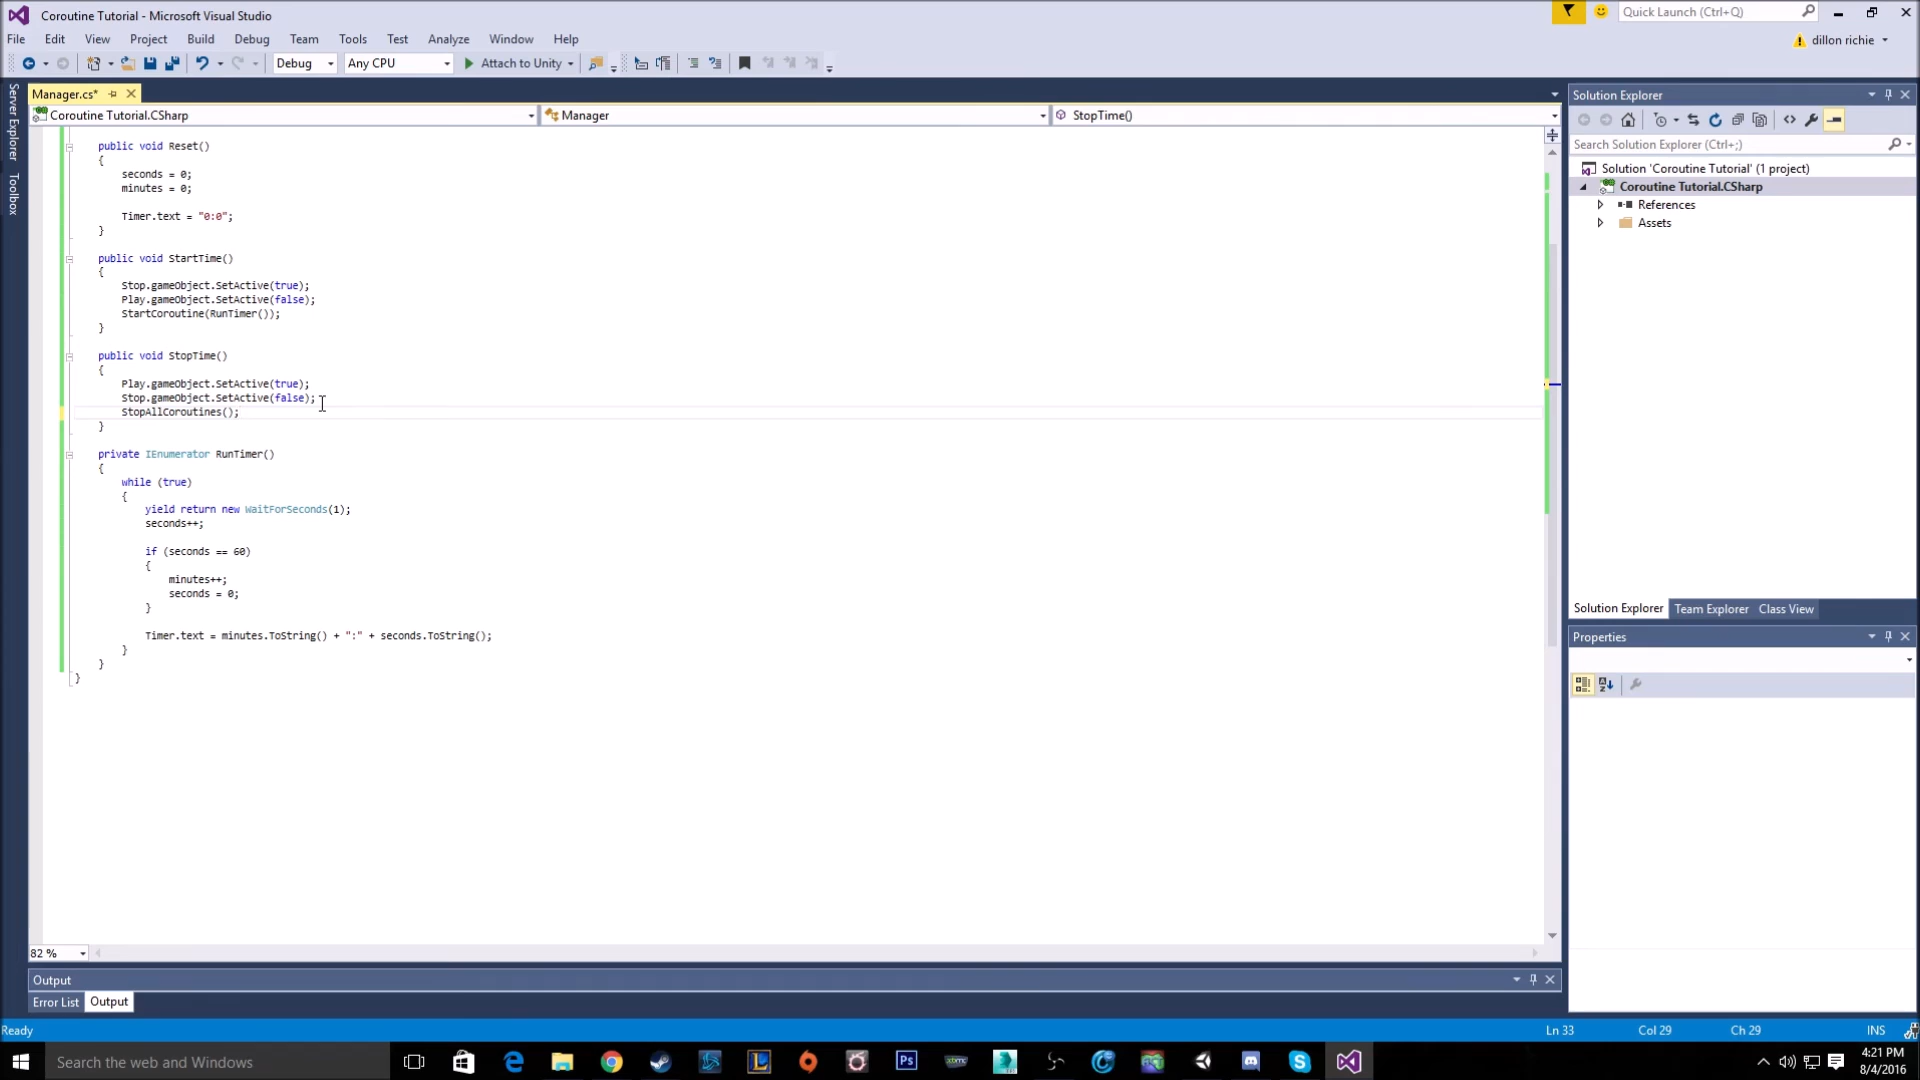 Coroutine Tutorial - Microsoft Visual Studio
Quick Launch (Ctrl+Q)
File Edit View Project Build Debug Team Tools Test Analyze Window Help
dillon richie
Debug Any CPU Attach to Unity
Server Explorer
Toolbox
Manager.cs*
Coroutine Tutorial.CSharp Manager StopTime()
public void Reset()
{
seconds = 0;
minutes = 0;
Timer.text = "0:0";
}
public void StartTime()
{
Stop.gameObject.SetActive(true);
Play.gameObject.SetActive(false);
StartCoroutine(RunTimer());
}
public void StopTime()
{
Play.gameObject.SetActive(true);
Stop.gameObject.SetActive(false);
StopAllCoroutines();
}
private IEnumerator RunTimer()
{
while (true)
{
yield return new WaitForSeconds(1);
seconds++;
if (seconds == 60)
{
minutes++;
seconds = 0;
}
Timer.text = minutes.ToString() + ":" + seconds.ToString();
}
}
}
82 %
Solution Explorer
Search Solution Explorer (Ctrl+;)
Solution 'Coroutine Tutorial' (1 project)
Coroutine Tutorial.CSharp
References
Assets
Solution Explorer Team Explorer Class View
Properties
Output
Error List Output
Ready Ln 33 Col 29 Ch 29 INS
Search the web and Windows
4:21 PM
8/4/2016